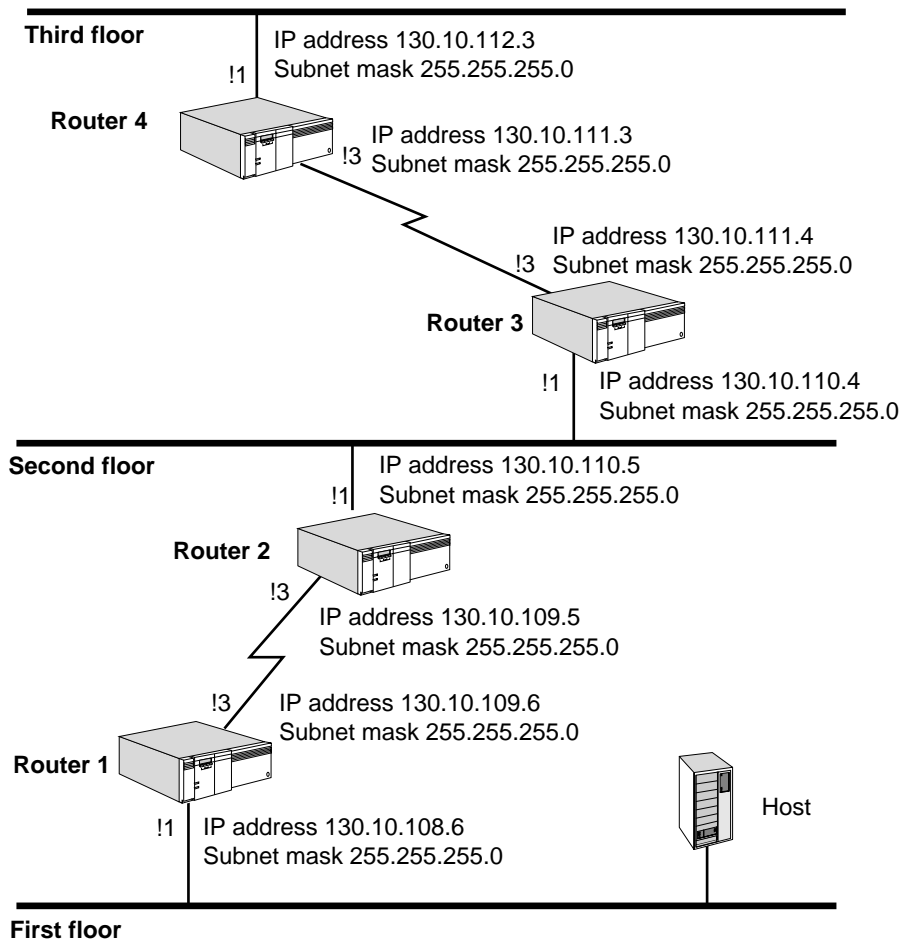 Third floor
IP address 130.10.112.3
!1
Subnet mask 255.255.255.0
Router 4
IP address 130.10.111.3
!3
Subnet mask 255.255.255.0
IP address 130.10.111.4
!3
Subnet mask 255.255.255.0
Router 3
!1
IP address 130.10.110.4
Subnet mask 255.255.255.0
Second floor
IP address 130.10.110.5
!1
Subnet mask 255.255.255.0
Router 2
!3
IP address 130.10.109.5
Subnet mask 255.255.255.0
!3
IP address 130.10.109.6
Subnet mask 255.255.255.0
Router 1
Host
!1
IP address 130.10.108.6
Subnet mask 255.255.255.0
First floor